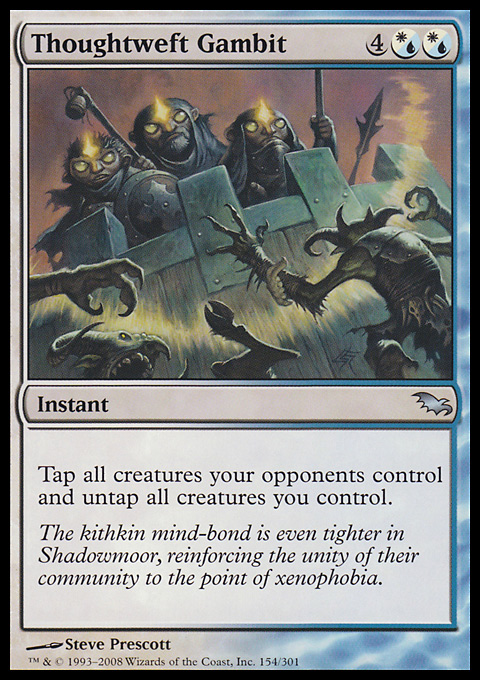 Thoughtweft Gambit 4
Instant
Tap all creatures your opponents control
and untap all creatures you control.
The kithkin mind-bond is even tighter in
Shadowmoor, reinforcing the unity of their
community to the point of xenophobia.
Steve Prescott
™ & © 1993–2008 Wizards of the Coast, Inc. 154/301